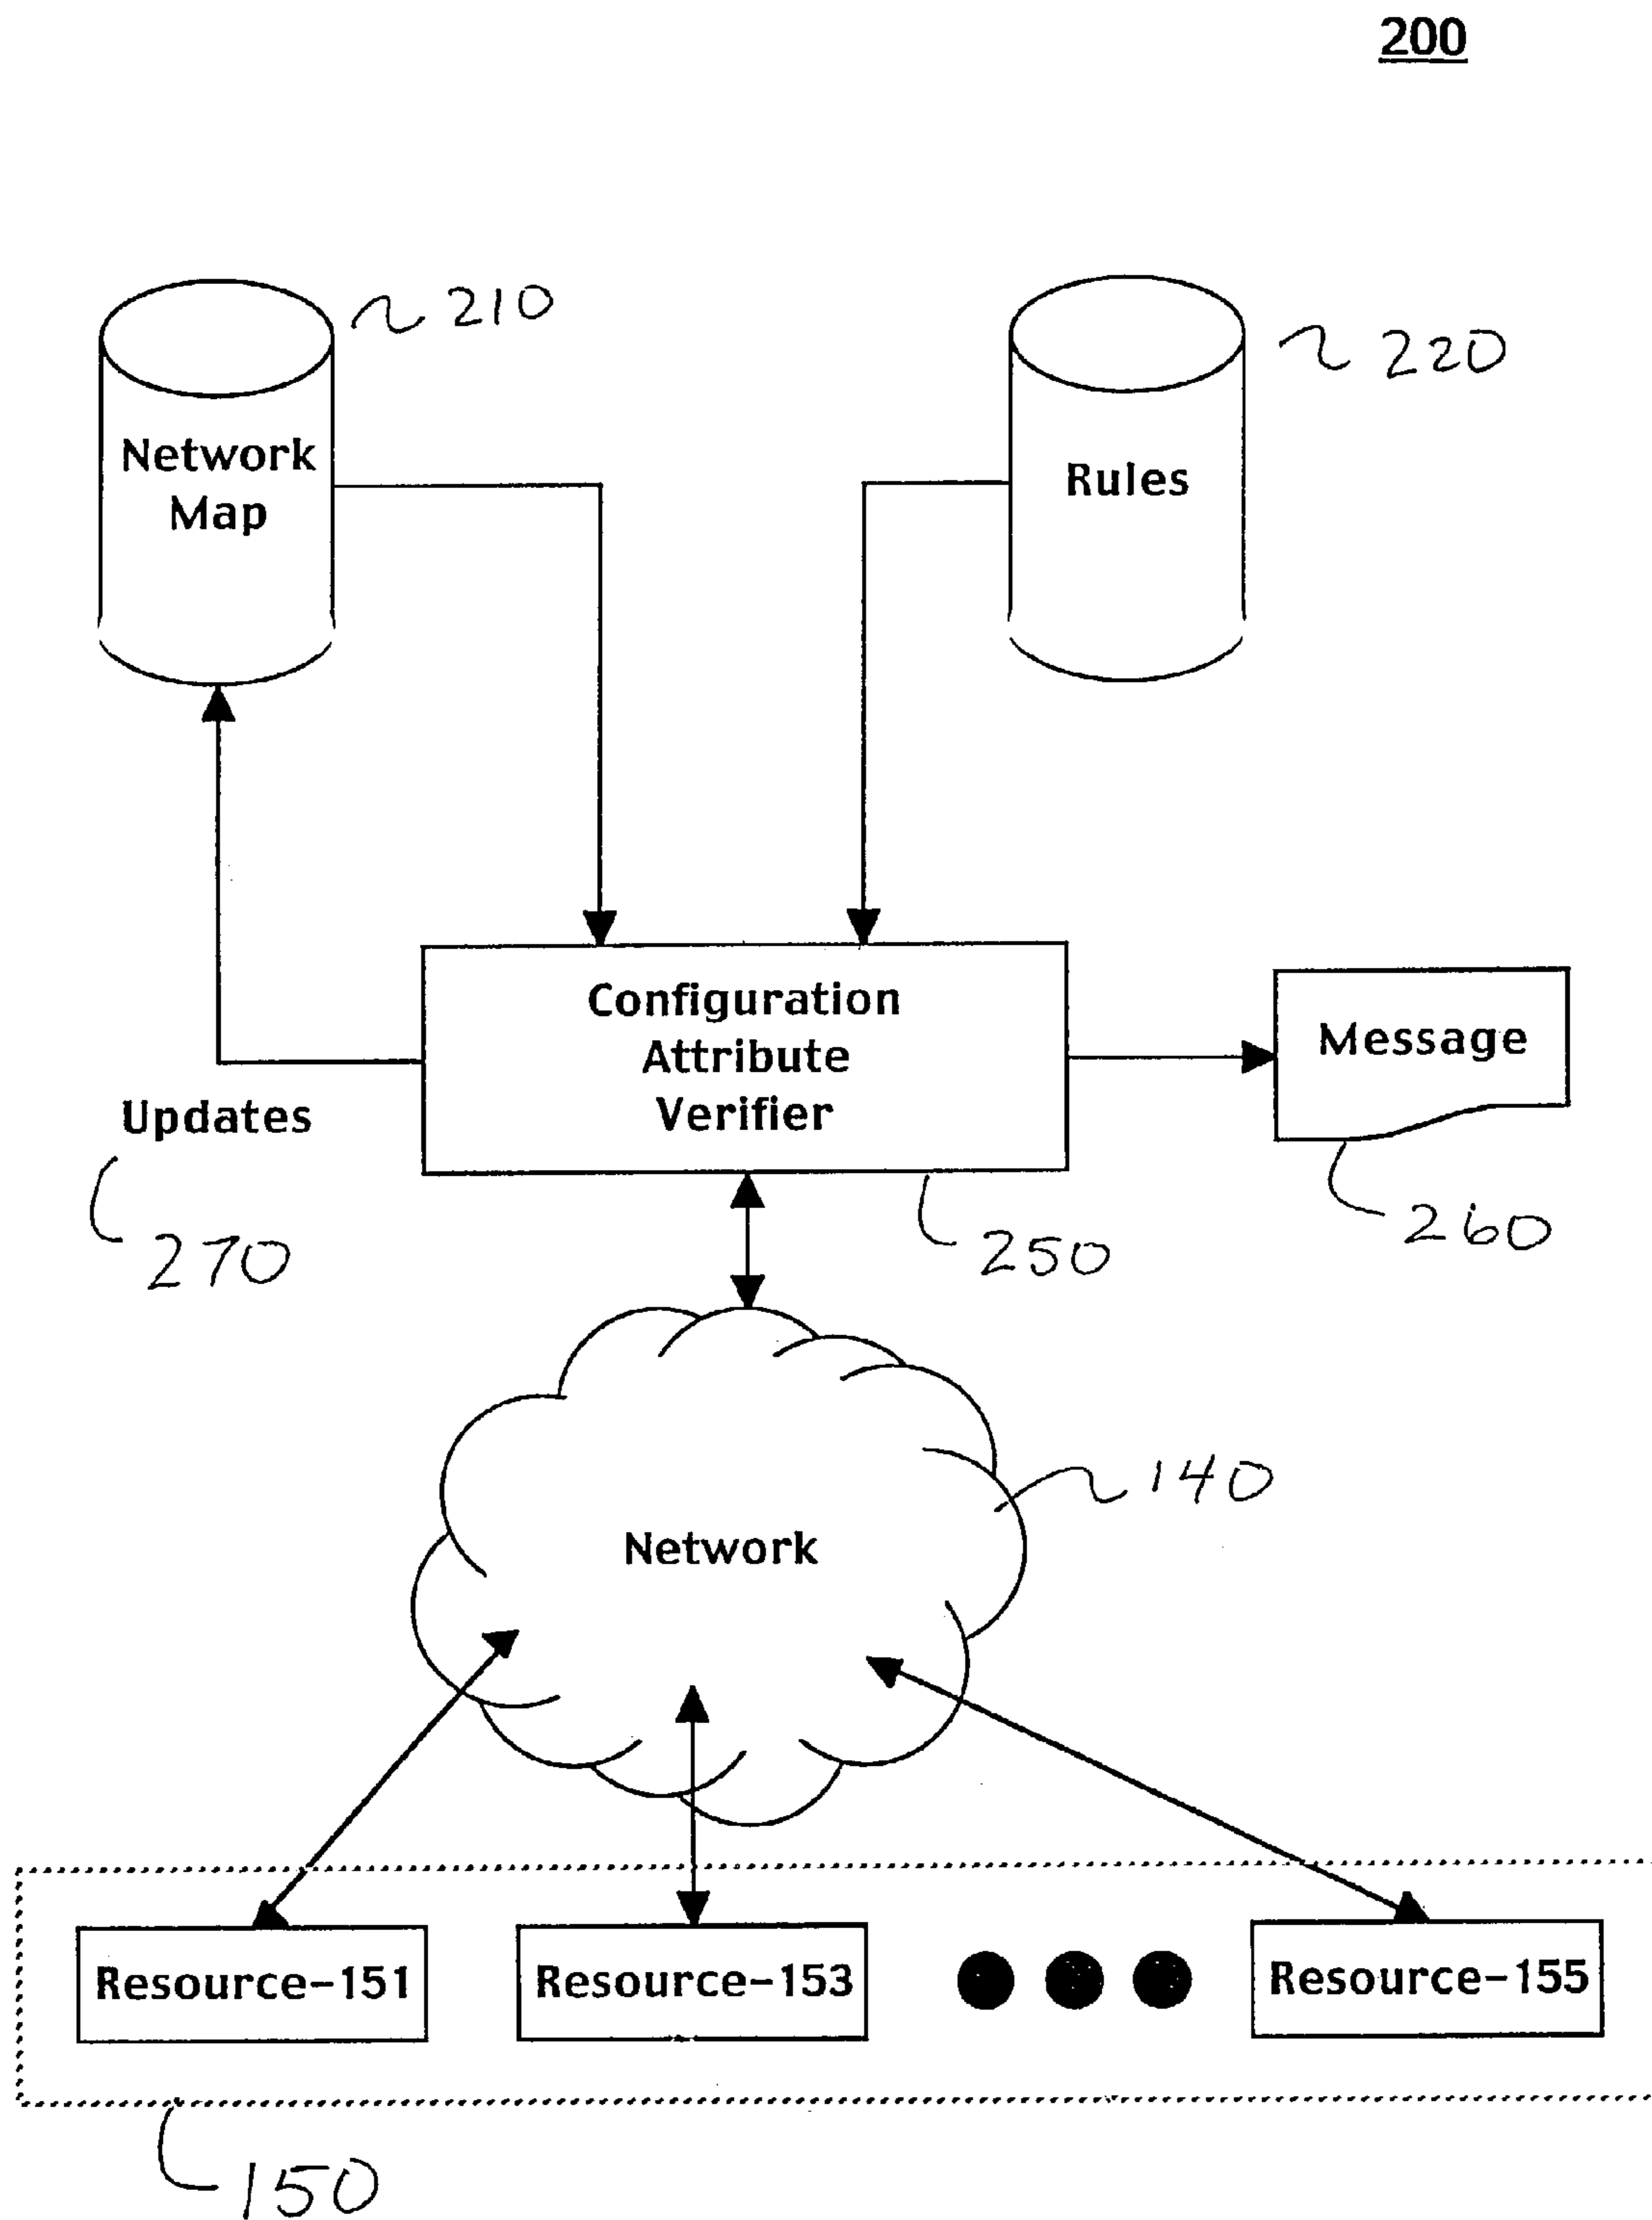 200
210
220
Network
Map
Rules
Configuration
Attribute
Verifier
Message
Updates
270
250
260
140
Network
Resource-151
Resource-153
Resource-155
150